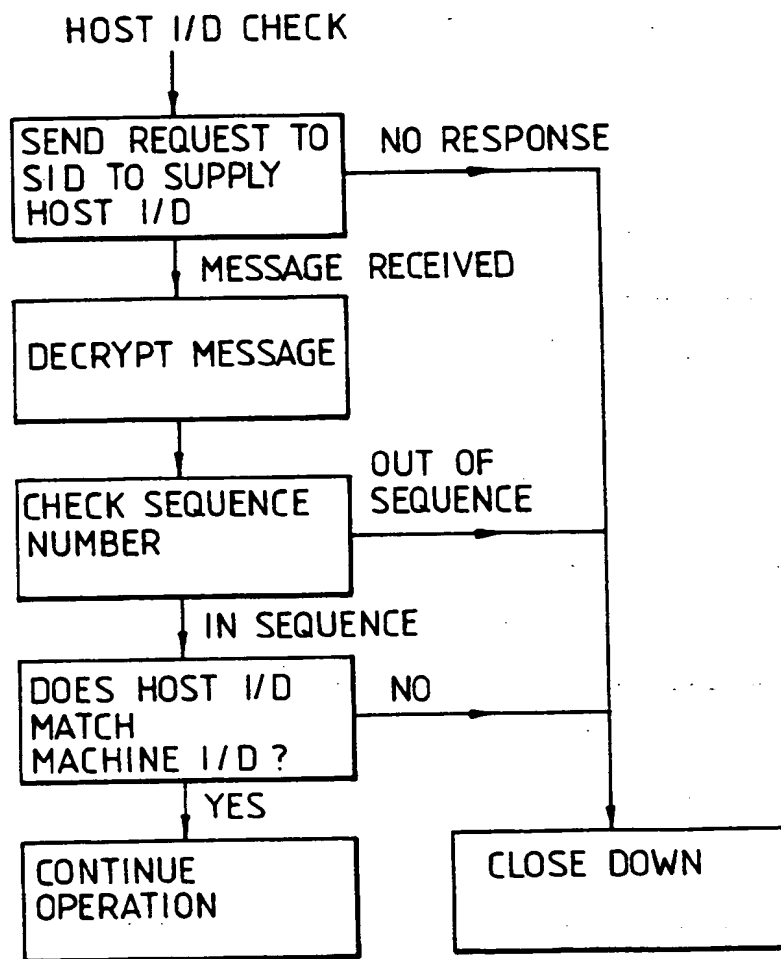 HOST I/D CHECK
SEND REQUEST TO
SID TO SUPPLY
HOST I/D
NO RESPONSE
MESSAGE RECEIVED
DECRYPT MESSAGE
CHECK SEQUENCE
NUMBER
OUT OF
SEQUENCE
IN SEQUENCE
DOES HOST I/D
MATCH
MACHINE I/D ?
NO
YES
CONTINUE
OPERATION
CLOSE DOWN